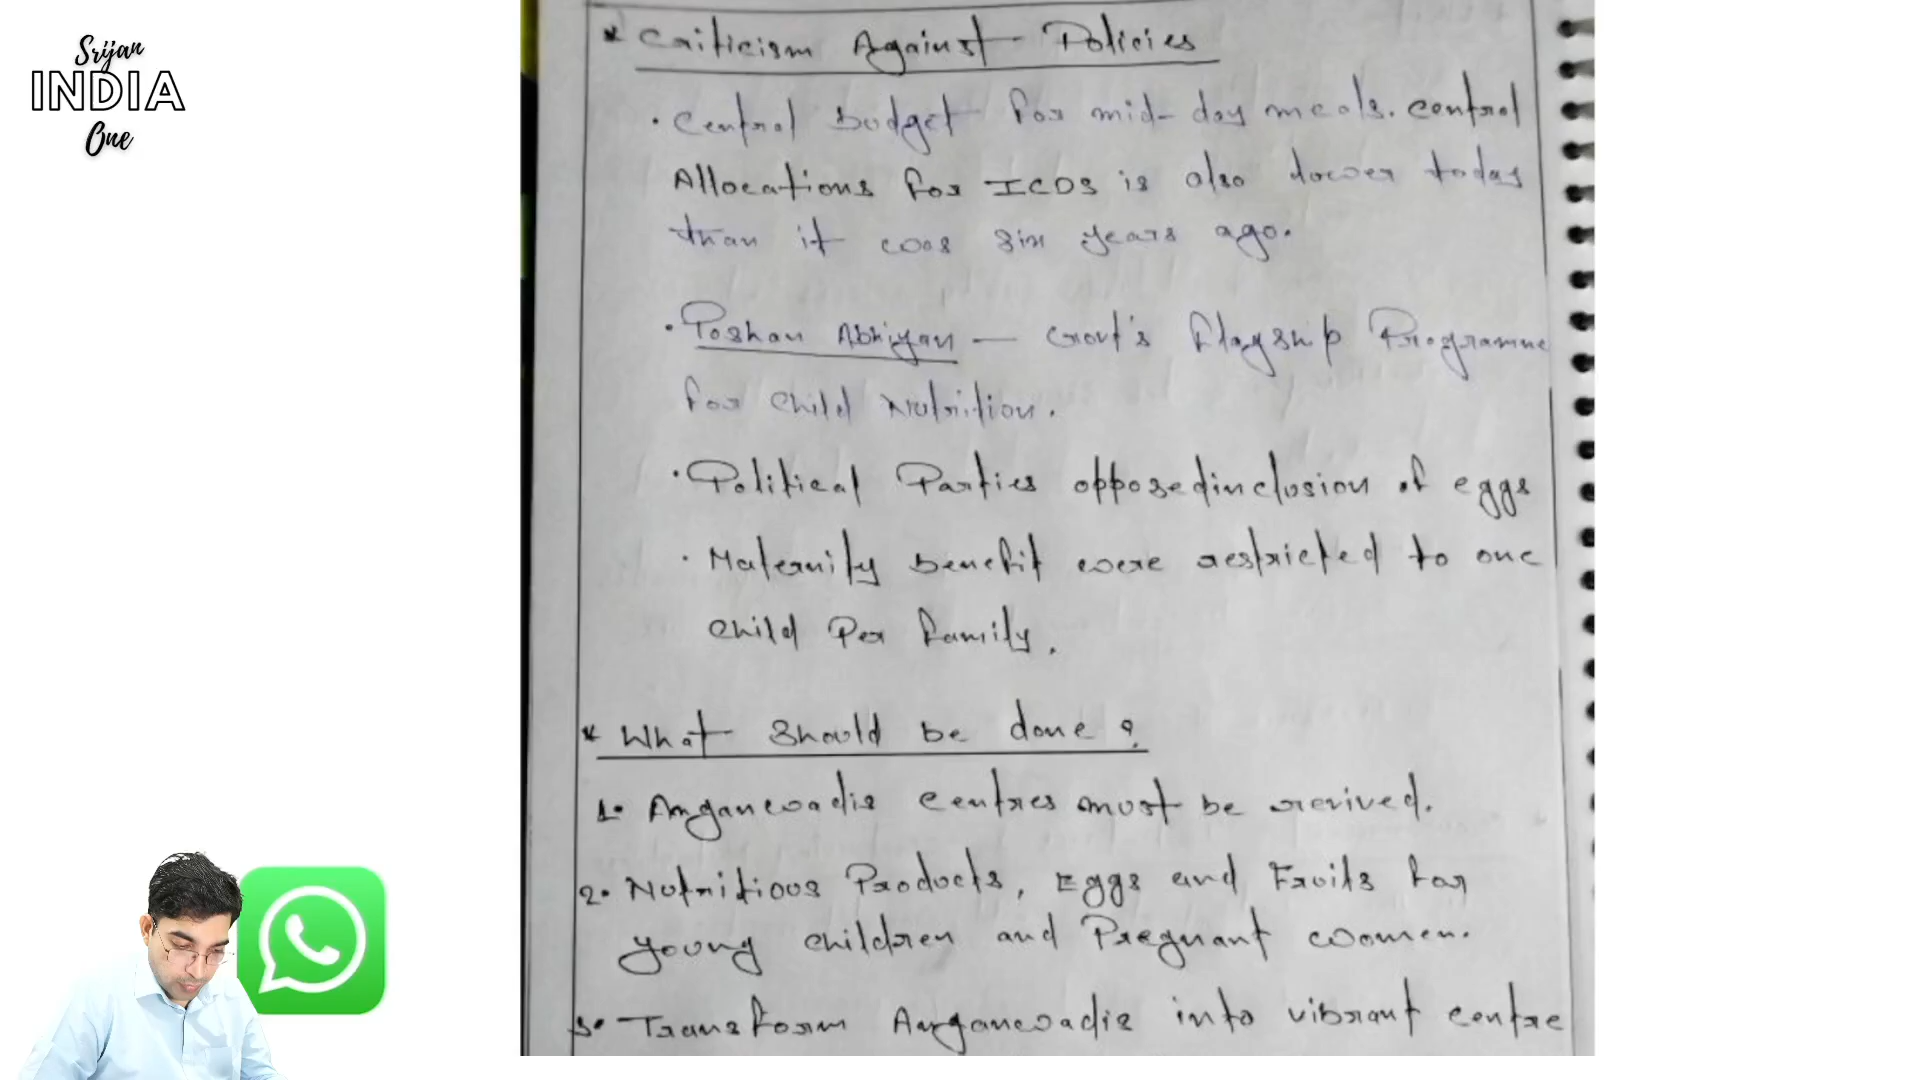 Srijan
INDIA
One
* Criticism Against Policies
• Central budget for mid-day meals. Central
Allocations for ICDS is also lower today
than it was six years ago.
• Poshan Abhiyan — Govt's flagship Programme
for child Nutrition.
• Political Parties opposed inclusion of eggs
• Maternity benefit were restricted to one
child Per family.
* What should be done?
1. Anganwadis centres must be revived.
2. Nutritious Products, Eggs and Fruits for
young children and Pregnant women.
3. Transform Anganwadis into vibrant centre